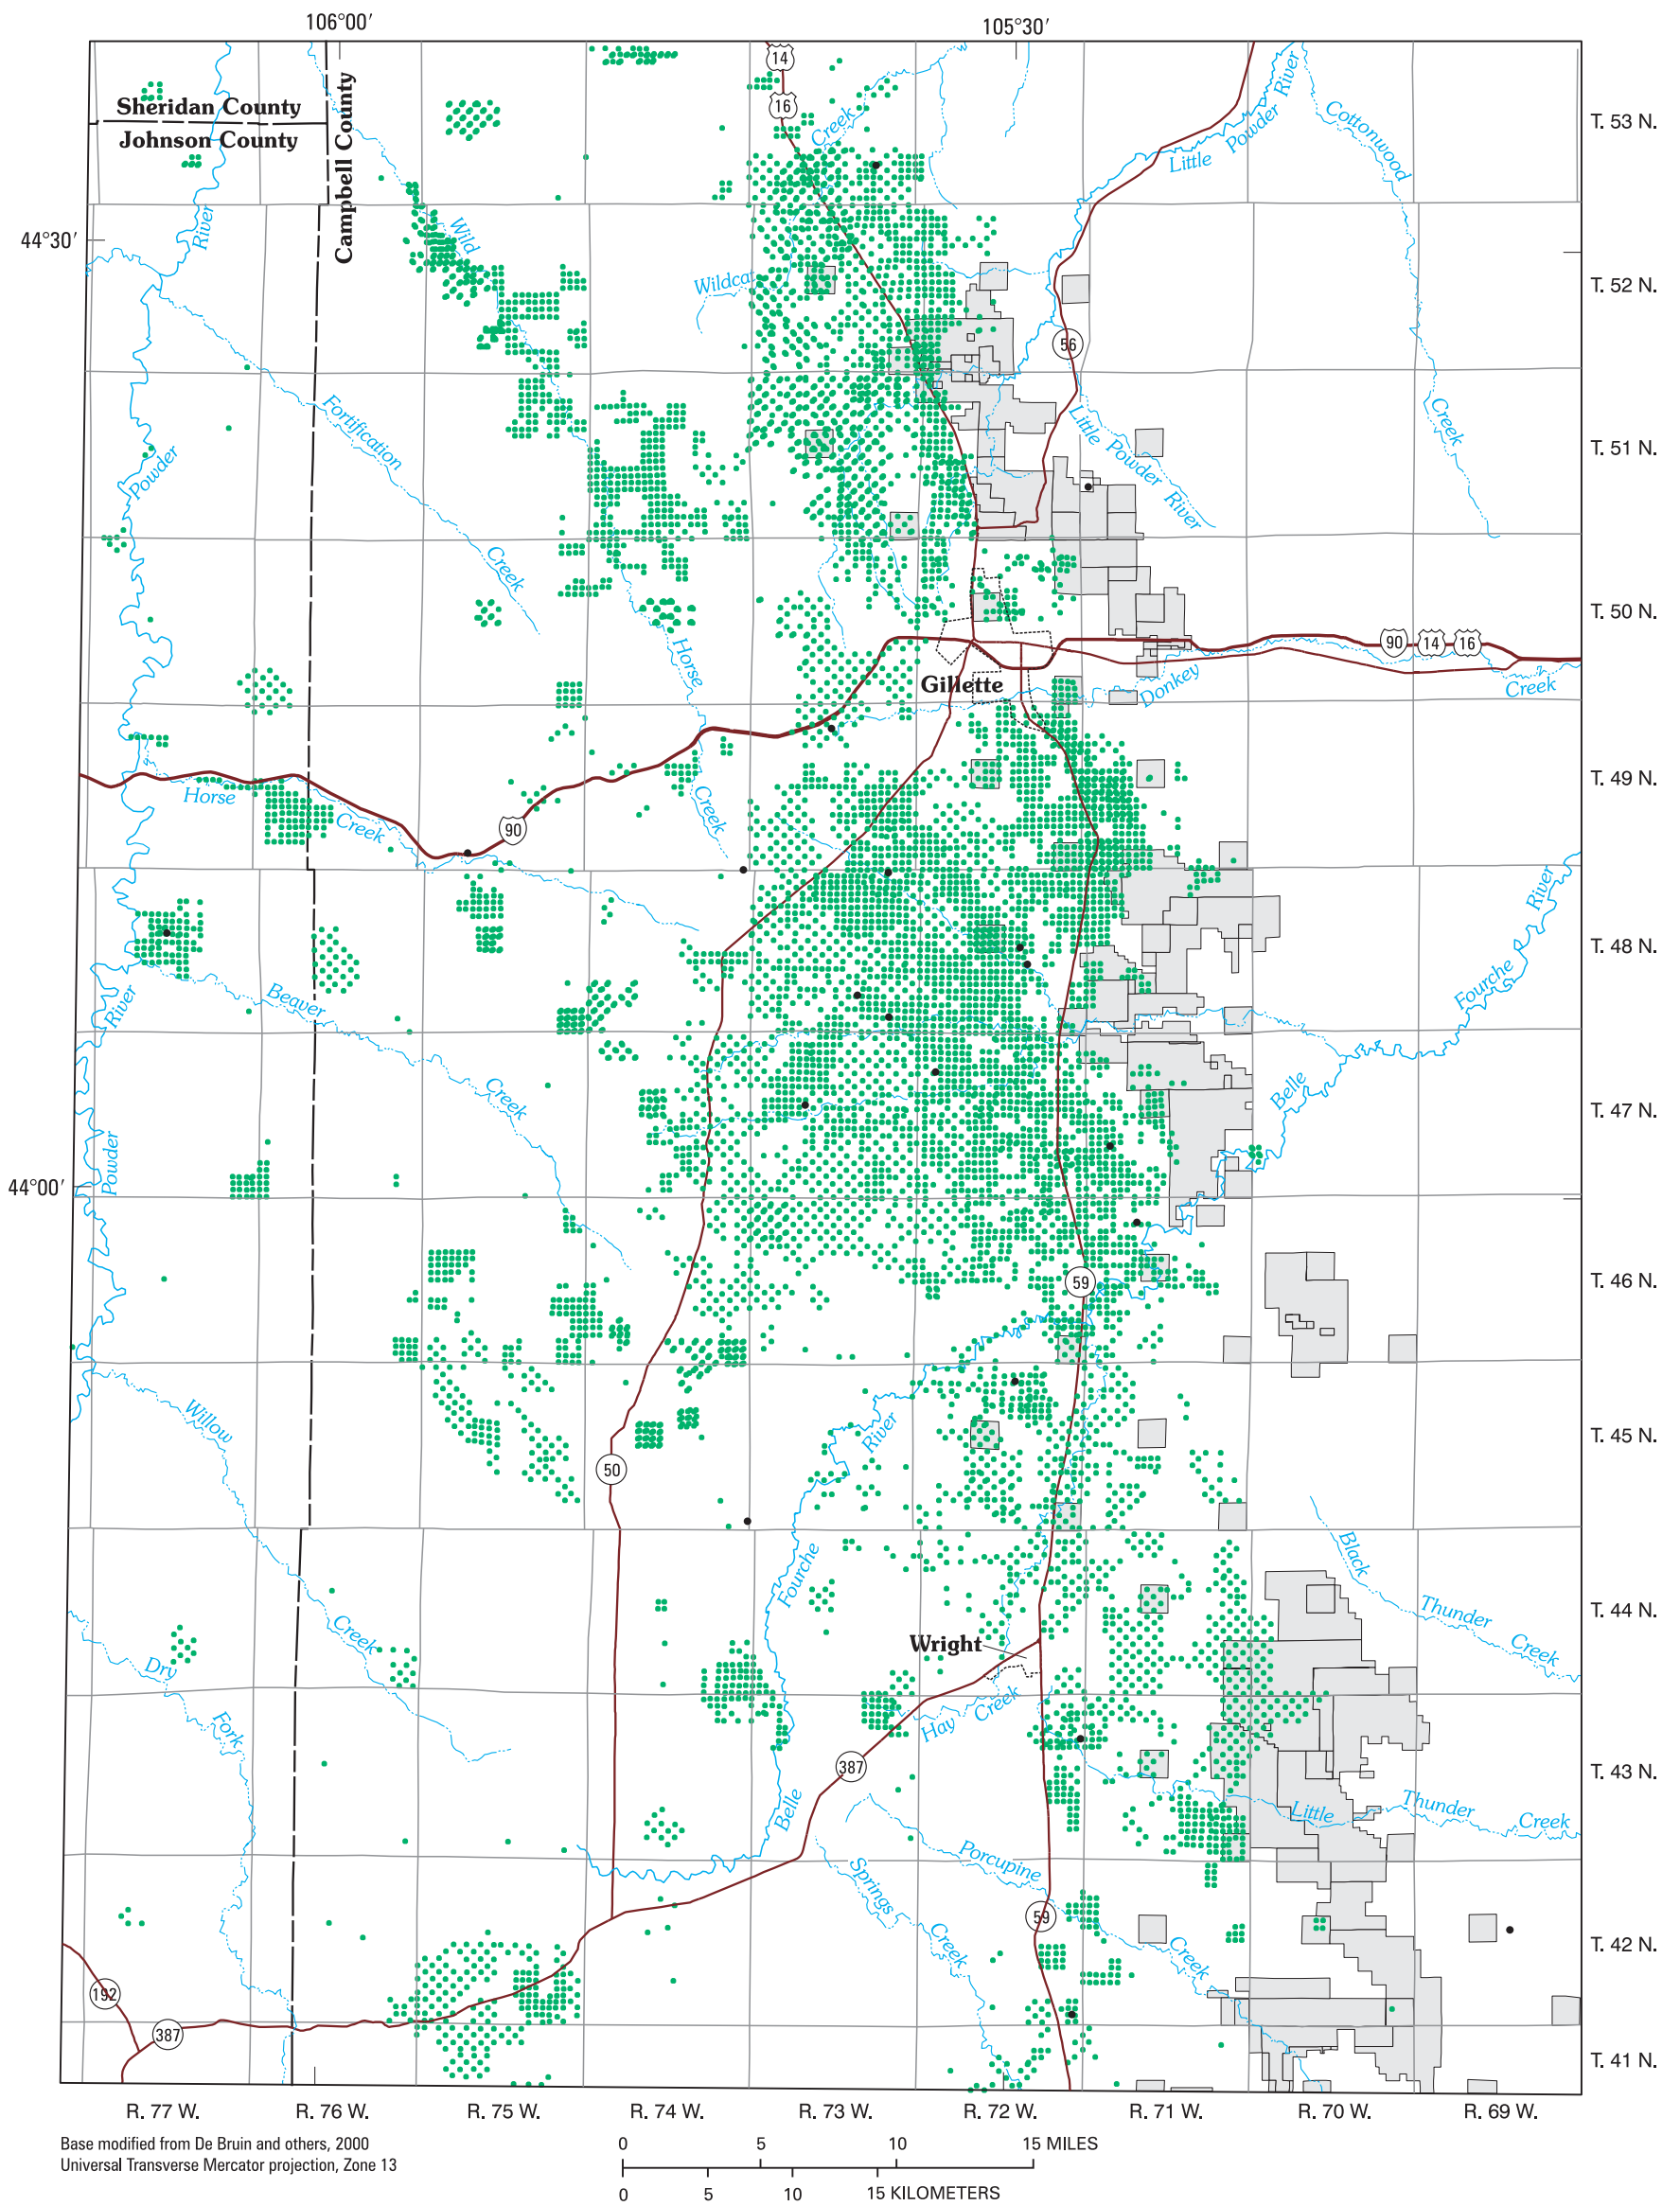 106°00′
105°30′
14
16
Sheridan County
Johnson County
Campbell County
Creek
Little
Powder
River
Cottonwood
T. 53 N.
River
Wild
44°30′
Wildcat
T. 52 N.
56
Fortification
Little
Powder
River
Creek
T. 51 N.
Powder
Creek
T. 50 N.
Horse
90
14
16
Gillette
Donkey
Creek
Horse
Creek
90
Creek
T. 49 N.
River
T. 48 N.
Beaver
River
Fourche
Creek
Belle
T. 47 N.
Powder
44°00′
59
T. 46 N.
Willow
River
T. 45 N.
50
Fourche
Black
Thunder
Creek
T. 44 N.
Creek
Wright
Dry
Fork
Hay
Creek
387
T. 43 N.
Belle
Little
Thunder
Creek
Porcupine
Springs
Creek
59
Creek
T. 42 N.
192
387
T. 41 N.
R. 77 W.
R. 76 W.
R. 75 W.
R. 74 W.
R. 73 W.
R. 72 W.
R. 71 W.
R. 70 W.
R. 69 W.
Base modified from De Bruin and others, 2000
Universal Transverse Mercator projection, Zone 13
0
5
10
15 MILES
0
5
10
15 KILOMETERS